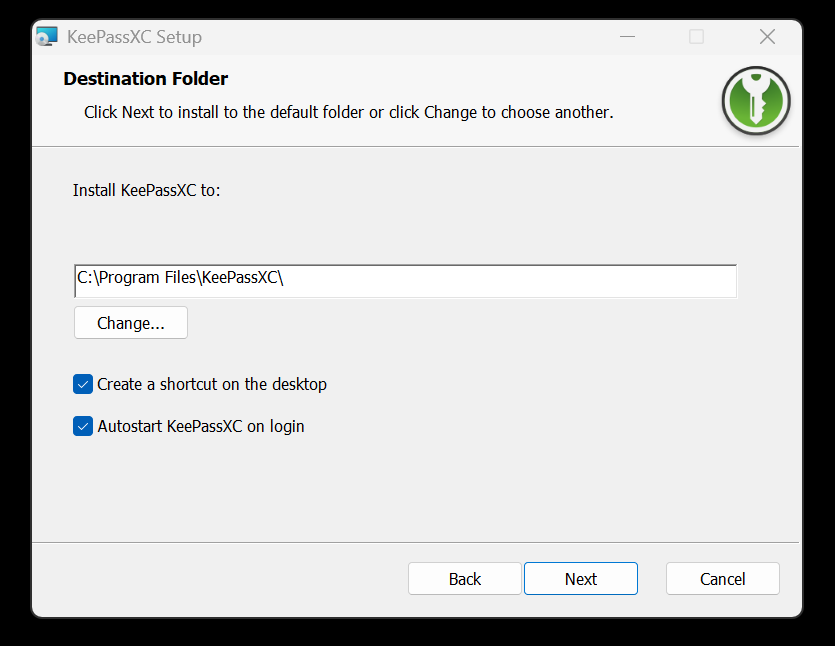 KeePassXC Setup
Destination Folder
Click Next to install to the default folder or click Change to choose another.
Install KeePassXC to:
C:\Program Files\KeePassXC\
Change...
Create a shortcut on the desktop
Autostart KeePassXC on login
Back
Next
Cancel